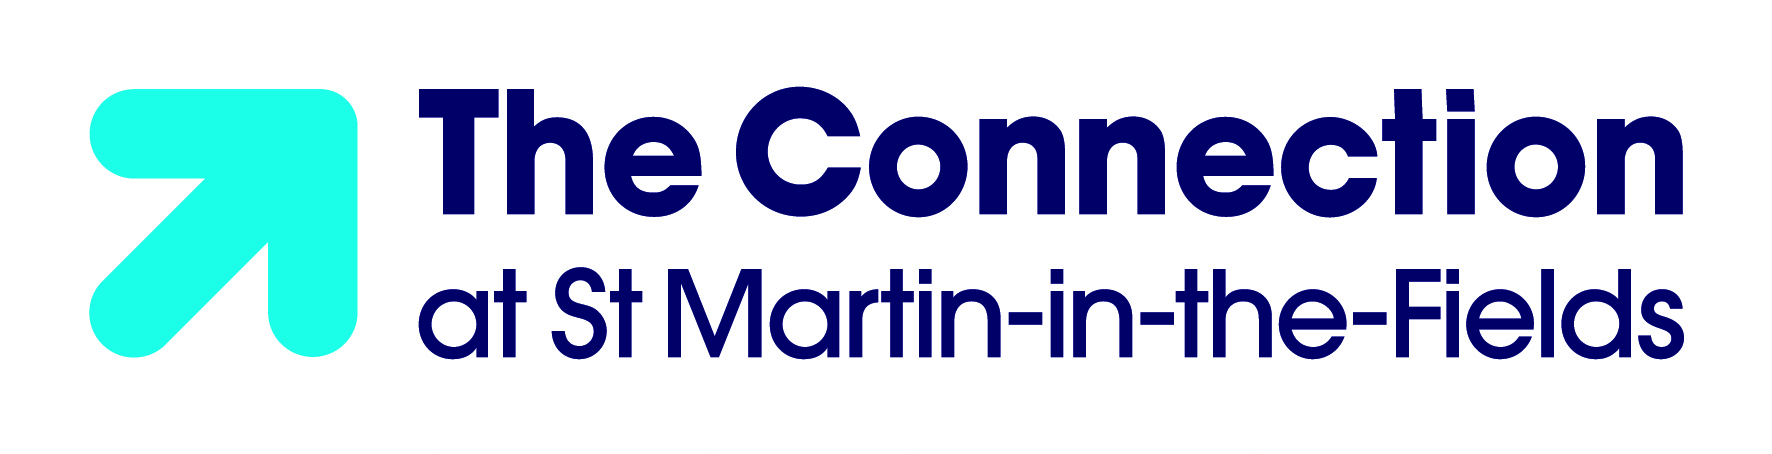 The Connection
at St Martin-in-the-Fields